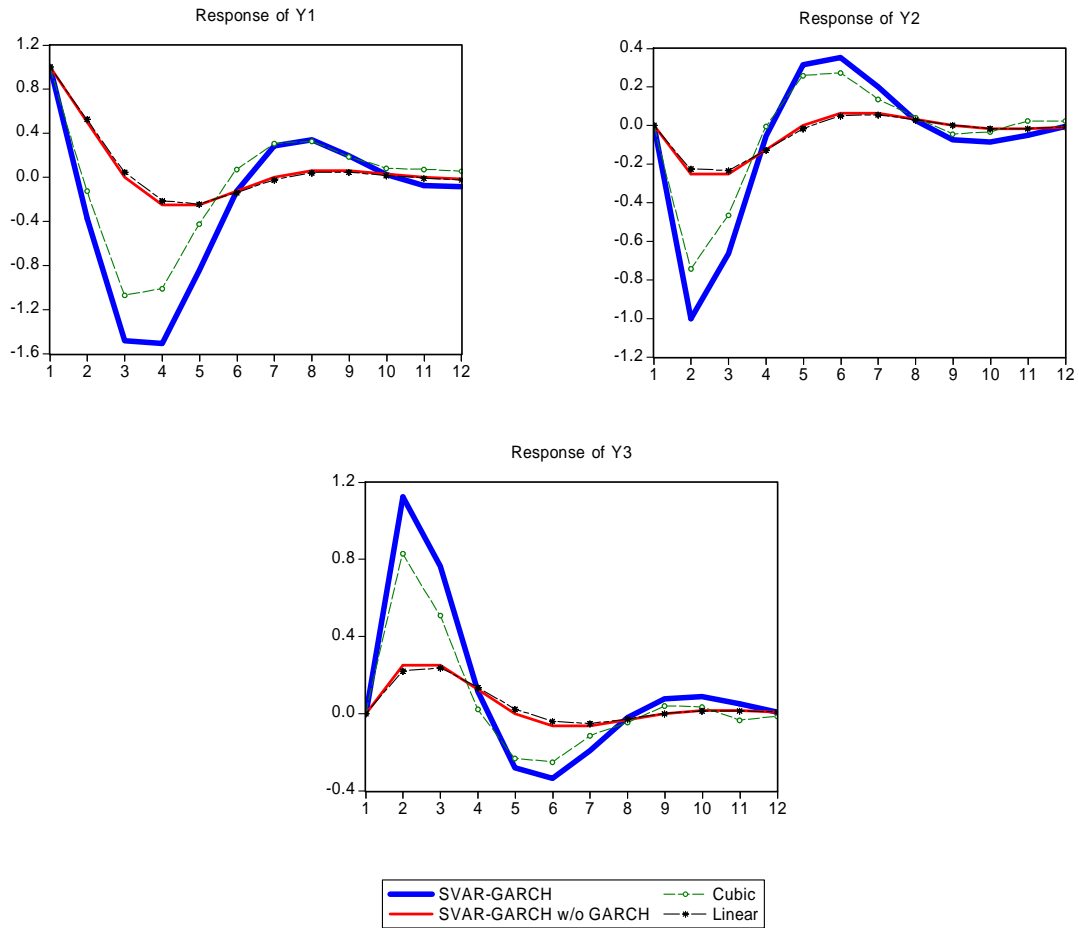 Response of Y1
1.2
0.8
0.4
0.0
-0.4
-0.8
-1.2
-1.6
1 2 3 4 5 6 7 8 9 10 11 12
Response of Y2
0.4
0.2
0.0
-0.2
-0.4
-0.6
-0.8
-1.0
-1.2
1 2 3 4 5 6 7 8 9 10 11 12
Response of Y3
1.2
0.8
0.4
0.0
-0.4
1 2 3 4 5 6 7 8 9 10 11 12
SVAR-GARCH Cubic
SVAR-GARCH w/o GARCH Linear